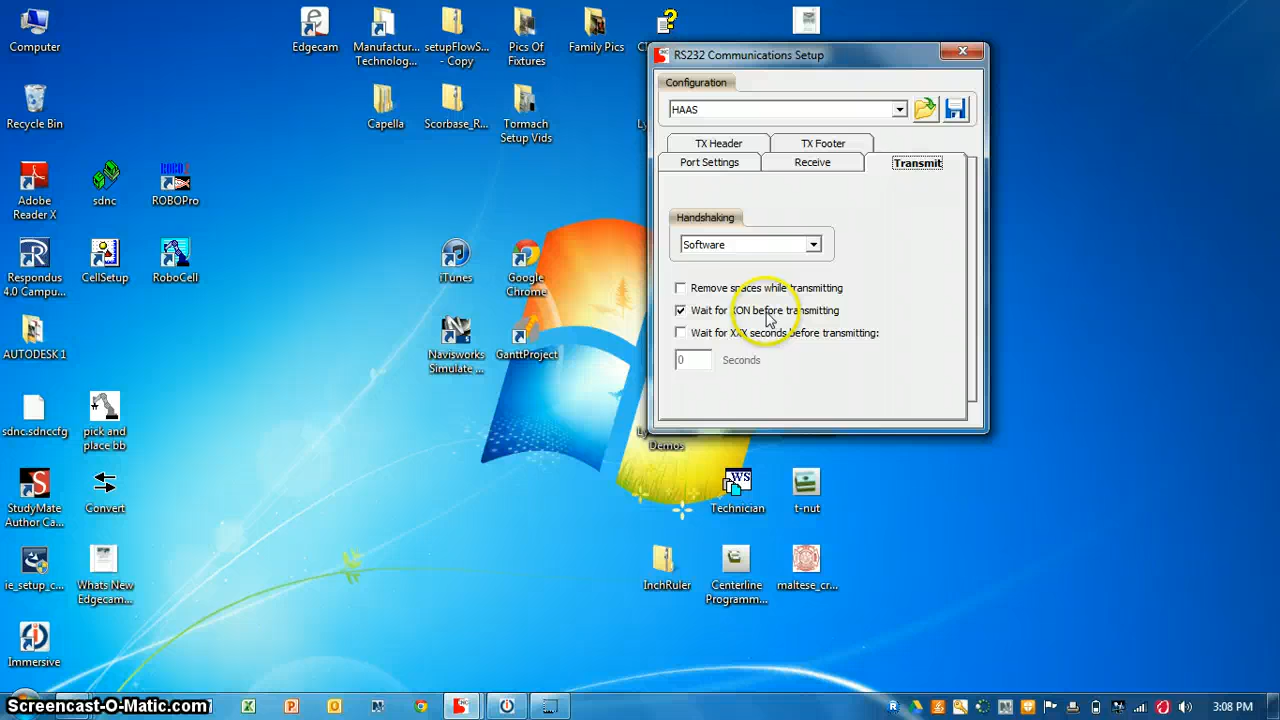 Computer
Edgecam
Manufactur...
Technolog...
setupFlowS...
- Copy
Pics Of
Fixtures
Family Pics
Recycle Bin
Capella
Scorbase_R...
Tormach
Setup Vids
Adobe
Reader X
sdnc
ROBOPro
Respondus
4.0 Campu...
CellSetup
RoboCell
iTunes
Google
Chrome
AUTODESK 1
Navisworks
Simulate ...
GanttProject
sdnc.sdnccfg
pick and
place bb
Demos
StudyMate
Author Ca...
Convert
WS
Technician
t-nut
ie_setup_c...
Whats New
Edgecam...
InchRuler
Centerline
Programm...
maltese_cr...
Immersive
RS232 Communications Setup
Configuration
HAAS
TX Header
TX Footer
Port Settings
Receive
Transmit
Handshaking
Software
Remove spaces while transmitting
Wait for XON before transmitting
Wait for XXX seconds before transmitting:
0
Seconds
Screencast-O-Matic.com
3:08 PM